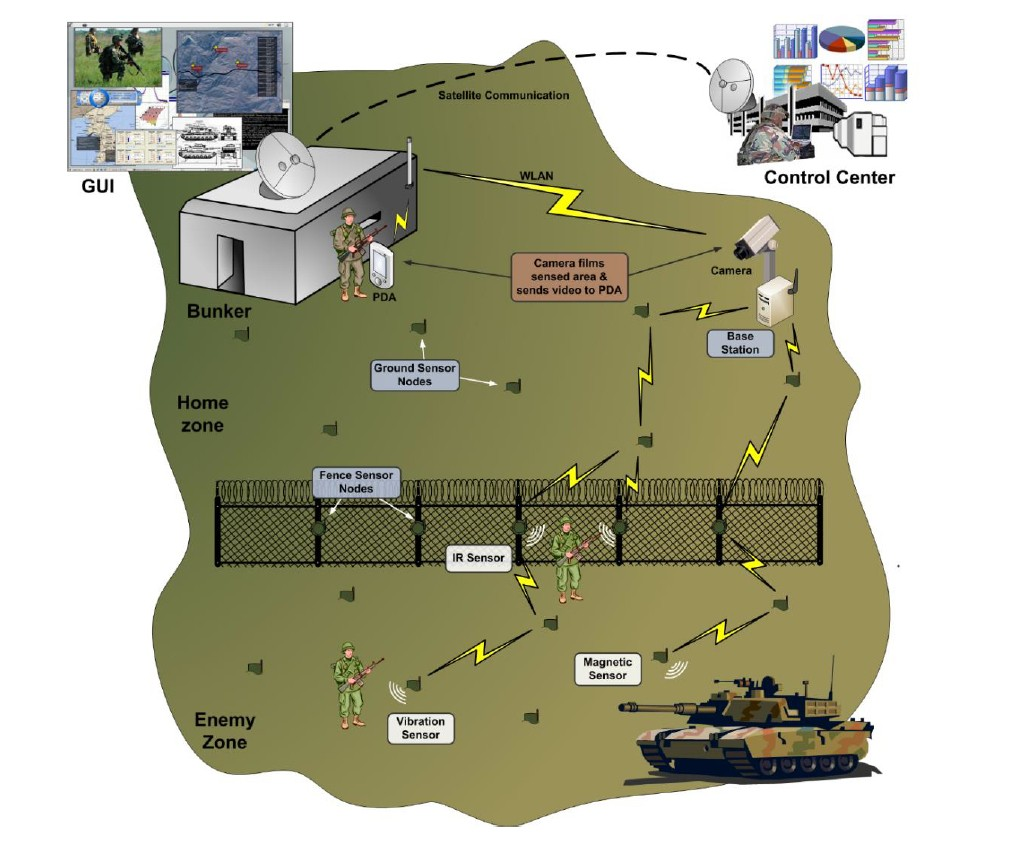 Satellite Communication
GUI
Control Center
WLAN
Camera films
sensed area &
sends video to PDA
Camera
PDA
Bunker
Base
Station
Ground Sensor
Nodes
Home
zone
Fence Sensor
Nodes
IR Sensor
Magnetic
Sensor
Enemy
Zone
Vibration
Sensor